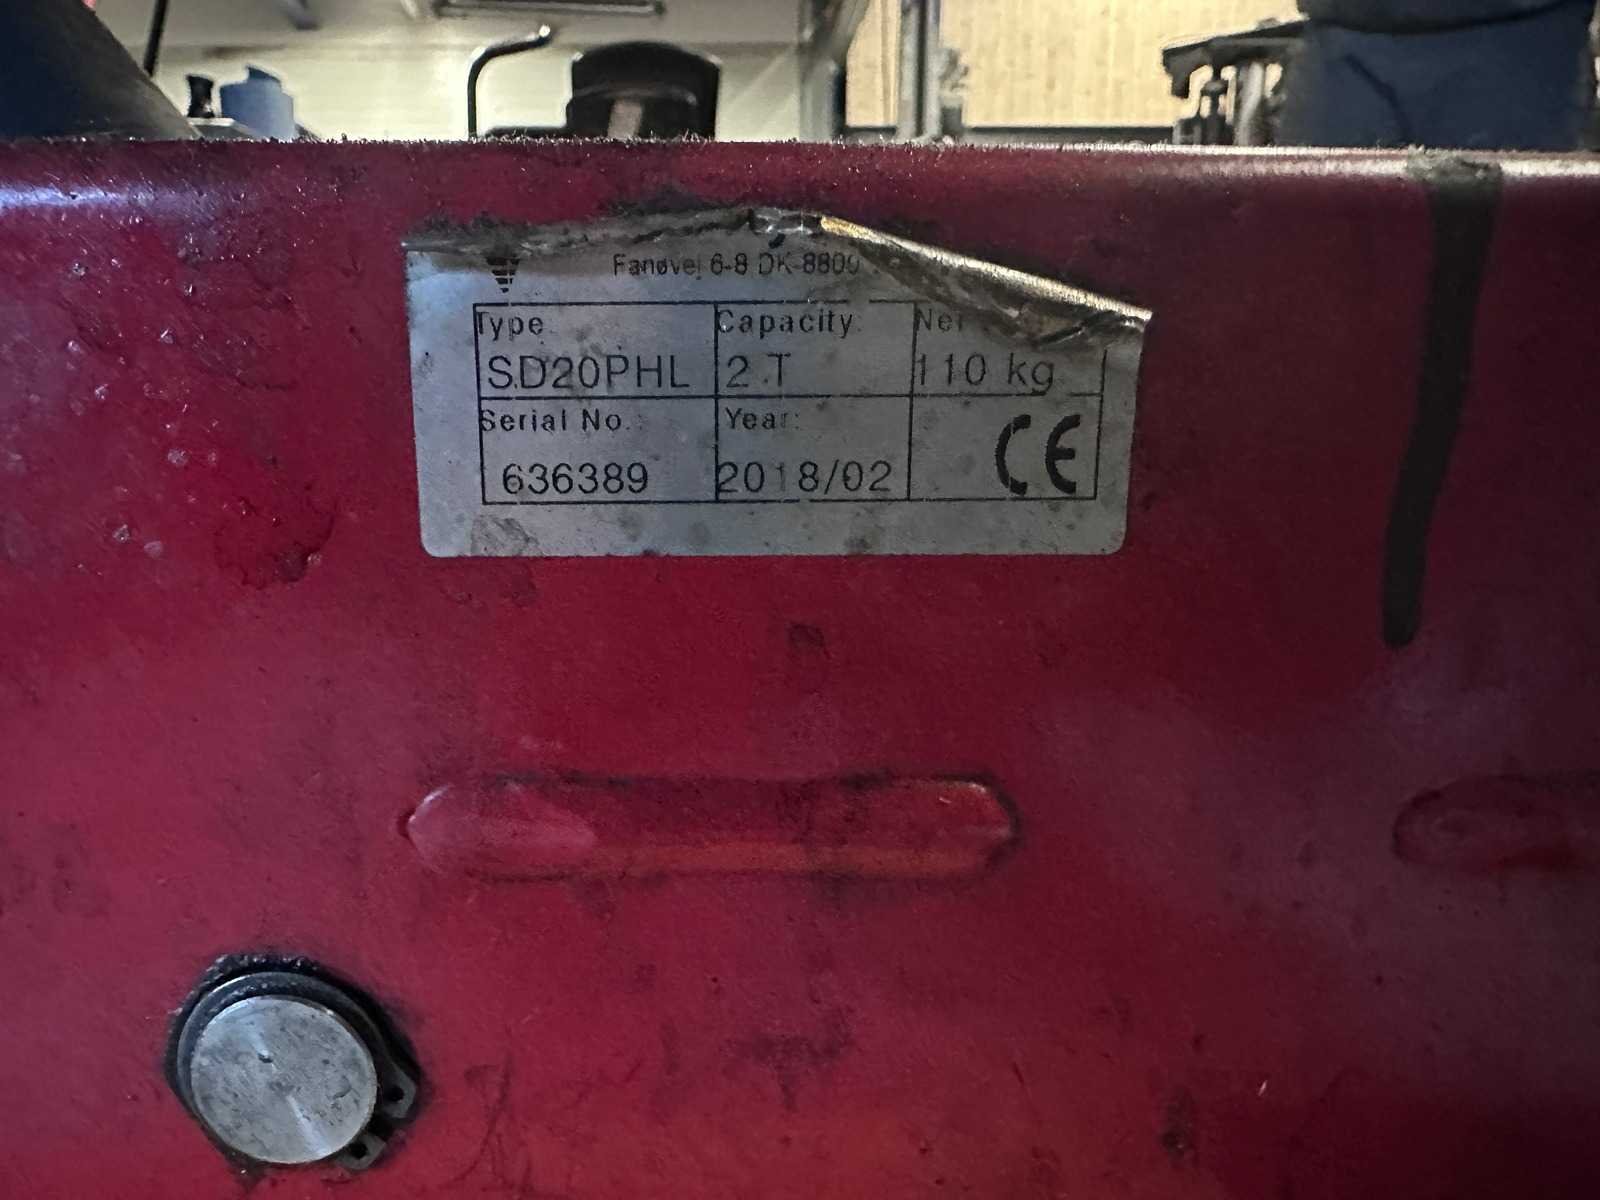 Fanøvej 6-8 DK-8800
Type: Capacity:
SD20PHL 2.T 110 kg
Serial No.: Year:
636389 2018/02 CE